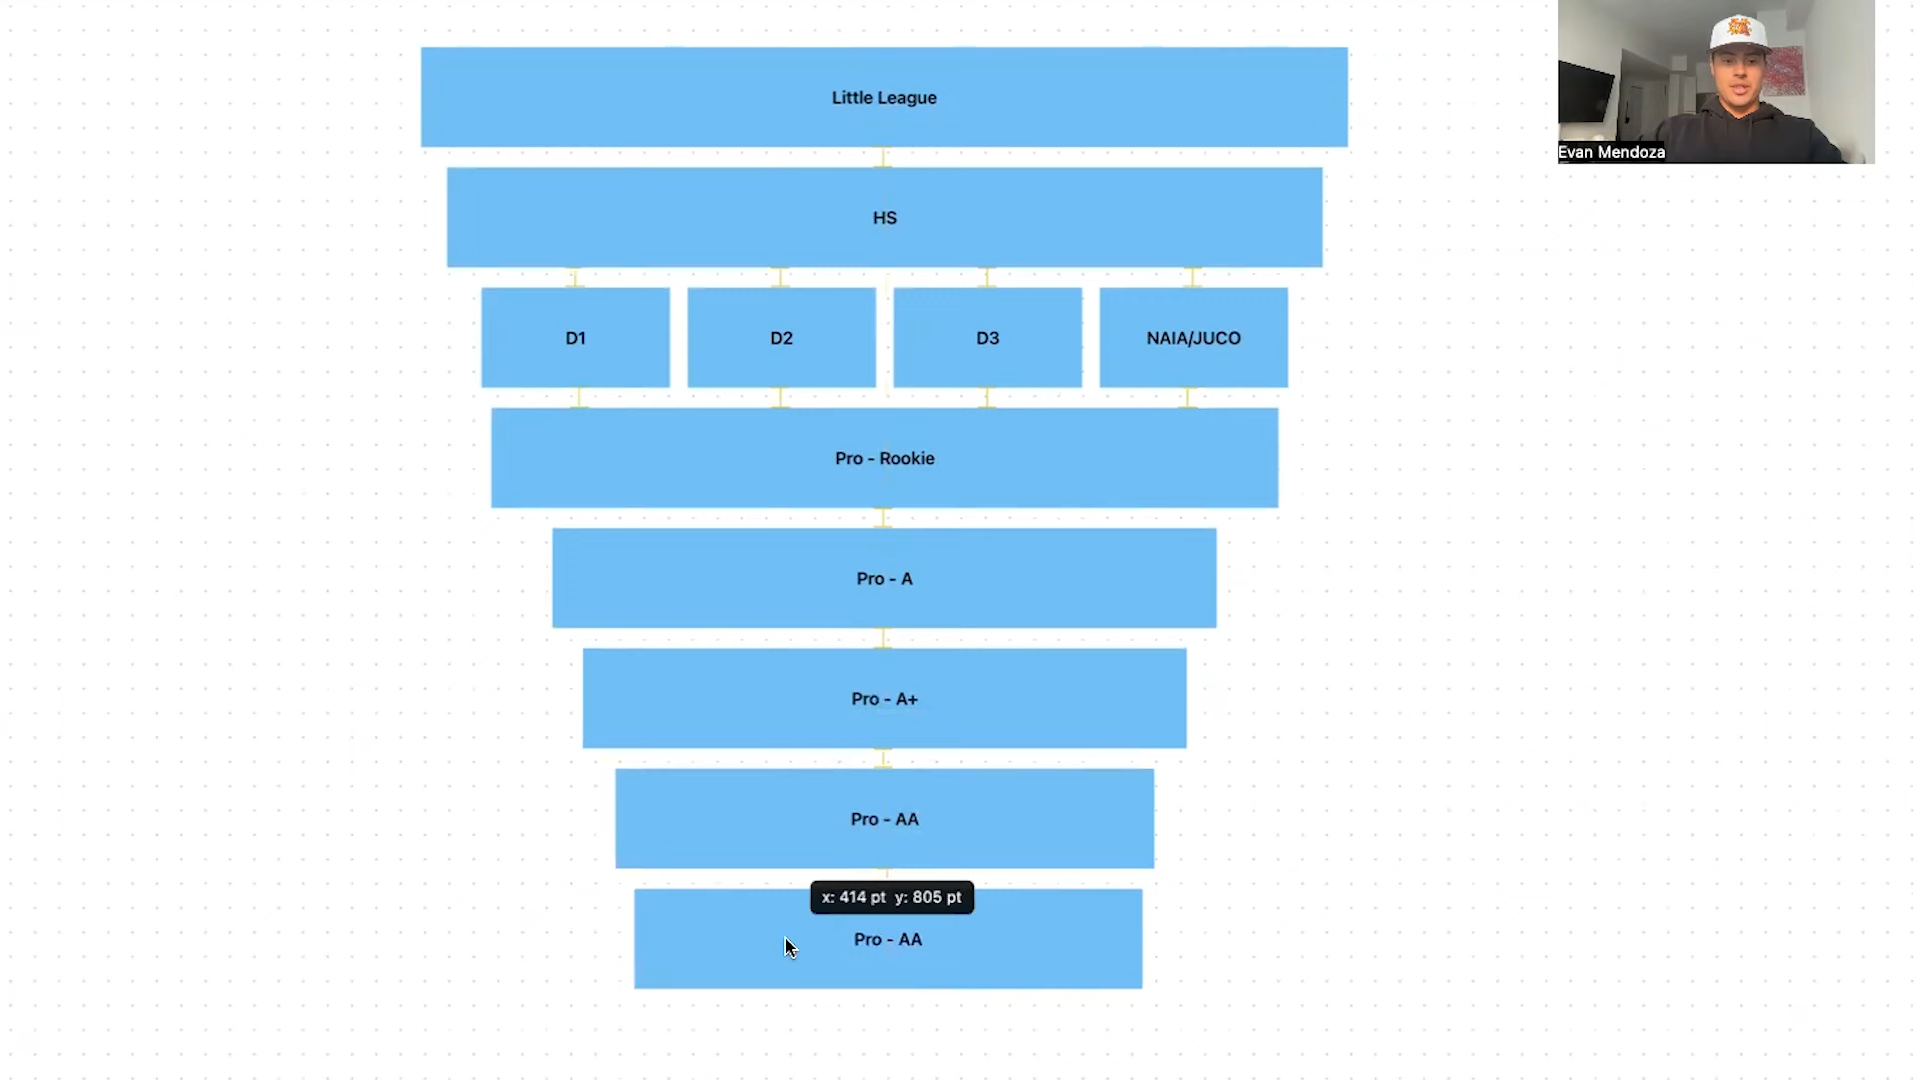 Little League
HS
D1
D2
D3
NAIA/JUCO
Pro - Rookie
Pro - A
Pro - A+
Pro - AA
x: 414 pt y: 805 pt
Pro - AA
Evan Mendoza